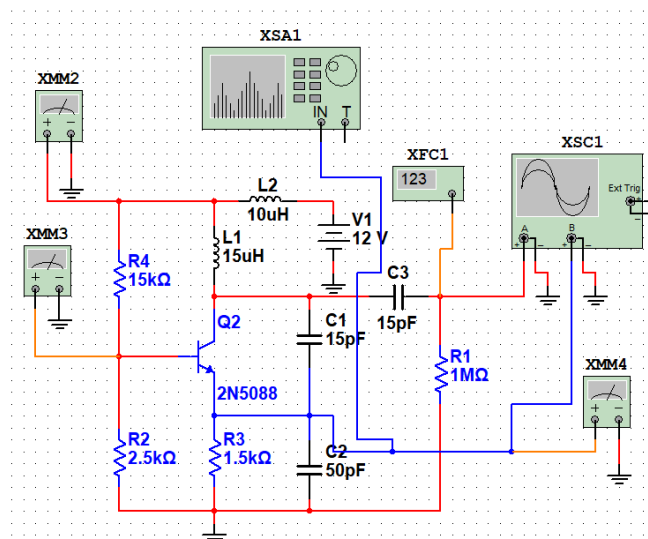 XSA1
XMM2
IN T
+ −
XFC1
XSC1
123
Ext Trig
+
A
B
+ − + −
L2
10uH
V1
12 V
XMM3
+ −
L1
15uH
R4
15kΩ
C3
15pF
Q2
C1
15pF
R1
1MΩ
XMM4
+ −
2N5088
R2
2.5kΩ
R3
1.5kΩ
C2
50pF